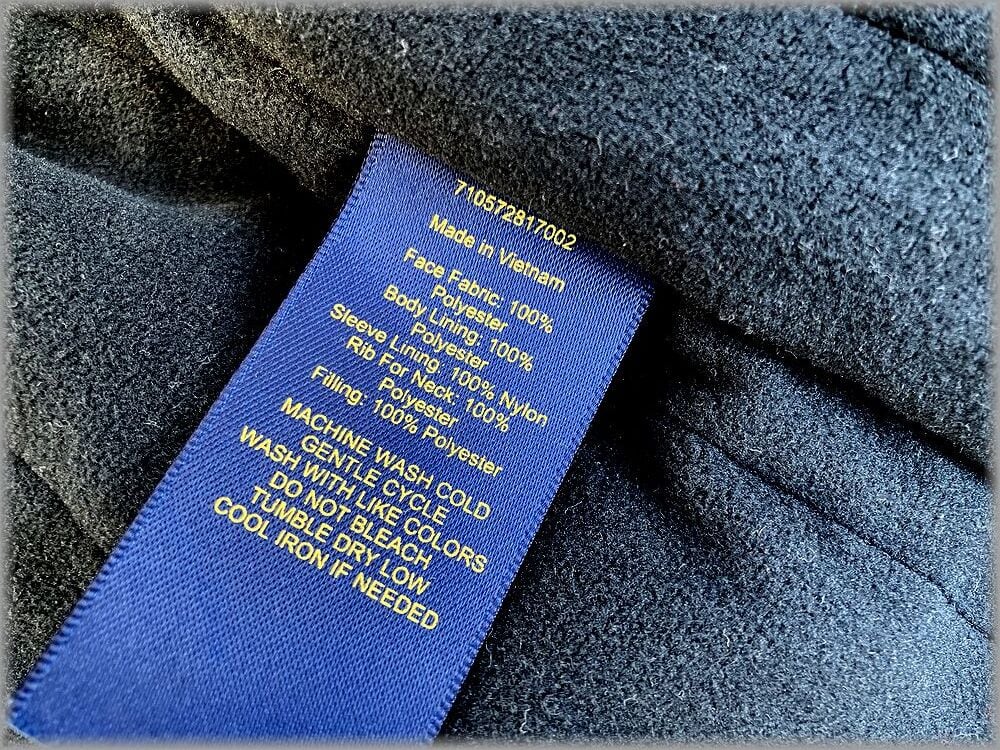 710572817002
Made in Vietnam
Face Fabric: 100%
Polyester
Body Lining: 100%
Polyester
Sleeve Lining: 100% Nylon
Rib For Neck: 100%
Polyester
Filling: 100% Polyester
MACHINE WASH COLD
GENTLE CYCLE
WASH WITH LIKE COLORS
DO NOT BLEACH
TUMBLE DRY LOW
COOL IRON IF NEEDED